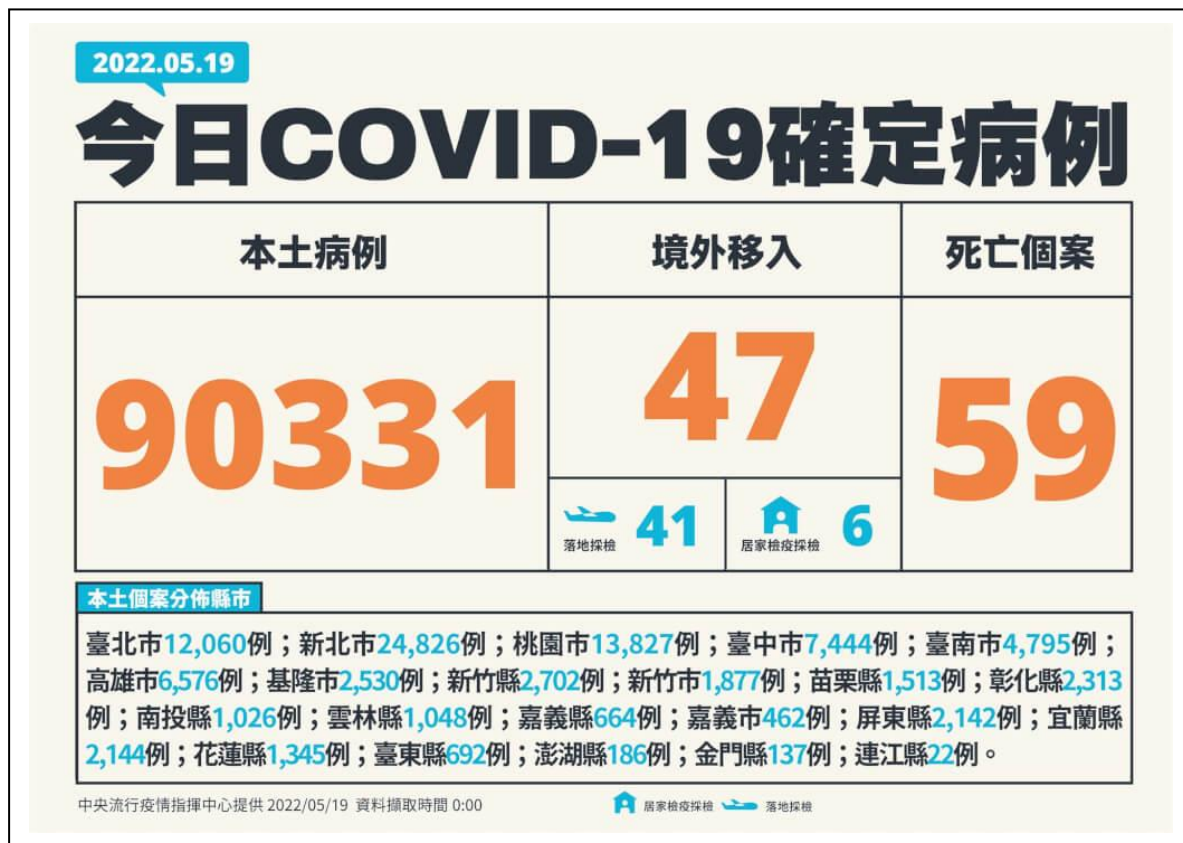 2022.05.19
今日COVID-19確定病例
本土病例
境外移入
死亡個案
90331
47
59
落地採檢 41
居家檢疫採檢 6
本土個案分佈縣市
臺北市12,060例；新北市24,826例；桃園市13,827例；臺中市7,444例；臺南市4,795例；
高雄市6,576例；基隆市2,530例；新竹縣2,702例；新竹市1,877例；苗栗縣1,513例；彰化縣2,313
例；南投縣1,026例；雲林縣1,048例；嘉義縣664例；嘉義市462例；屏東縣2,142例；宜蘭縣
2,144例；花蓮縣1,345例；臺東縣692例；澎湖縣186例；金門縣137例；連江縣22例。
中央流行疫情指揮中心提供 2022/05/19 資料擷取時間 0:00
居家檢疫採檢 落地採檢